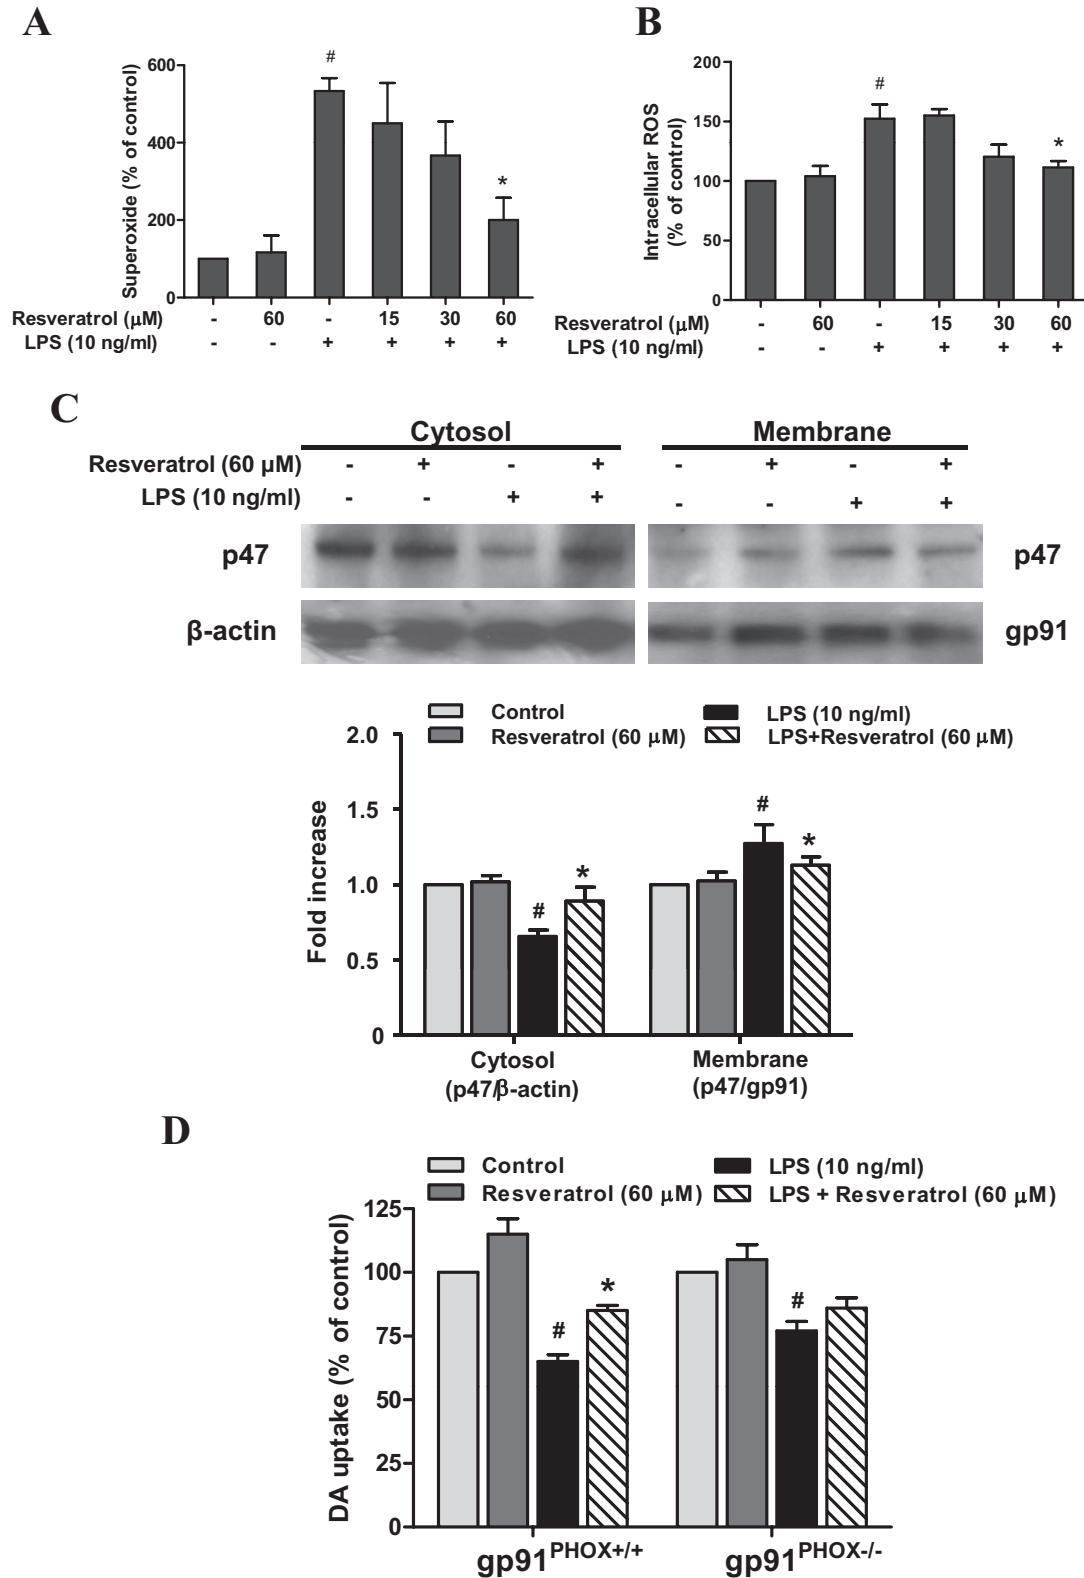 A
#
600
400
200
0
Superoxide (% of control)
*
Resveratrol (μM) - 60 - 15 30 60
LPS (10 ng/ml) - - + + + +
B
200
150
100
50
0
Intracellular ROS
(% of control)
#
*
Resveratrol (μM) - 60 - 15 30 60
LPS (10 ng/ml) - - + + + +
C
Cytosol Membrane
Resveratrol (60 μM) - + - + - + - +
LPS (10 ng/ml) - - + + - - + +
p47 p47
β-actin gp91
Control LPS (10 ng/ml)
Resveratrol (60 μM) LPS+Resveratrol (60 μM)
2.0
1.5
1.0
0.5
0
Fold increase
# * # *
Cytosol Membrane
(p47/β-actin) (p47/gp91)
D
Control LPS (10 ng/ml)
Resveratrol (60 μM) LPS + Resveratrol (60 μM)
125
100
75
50
25
0
DA uptake (% of control)
# * #
gp91PHOX+/+ gp91PHOX-/-